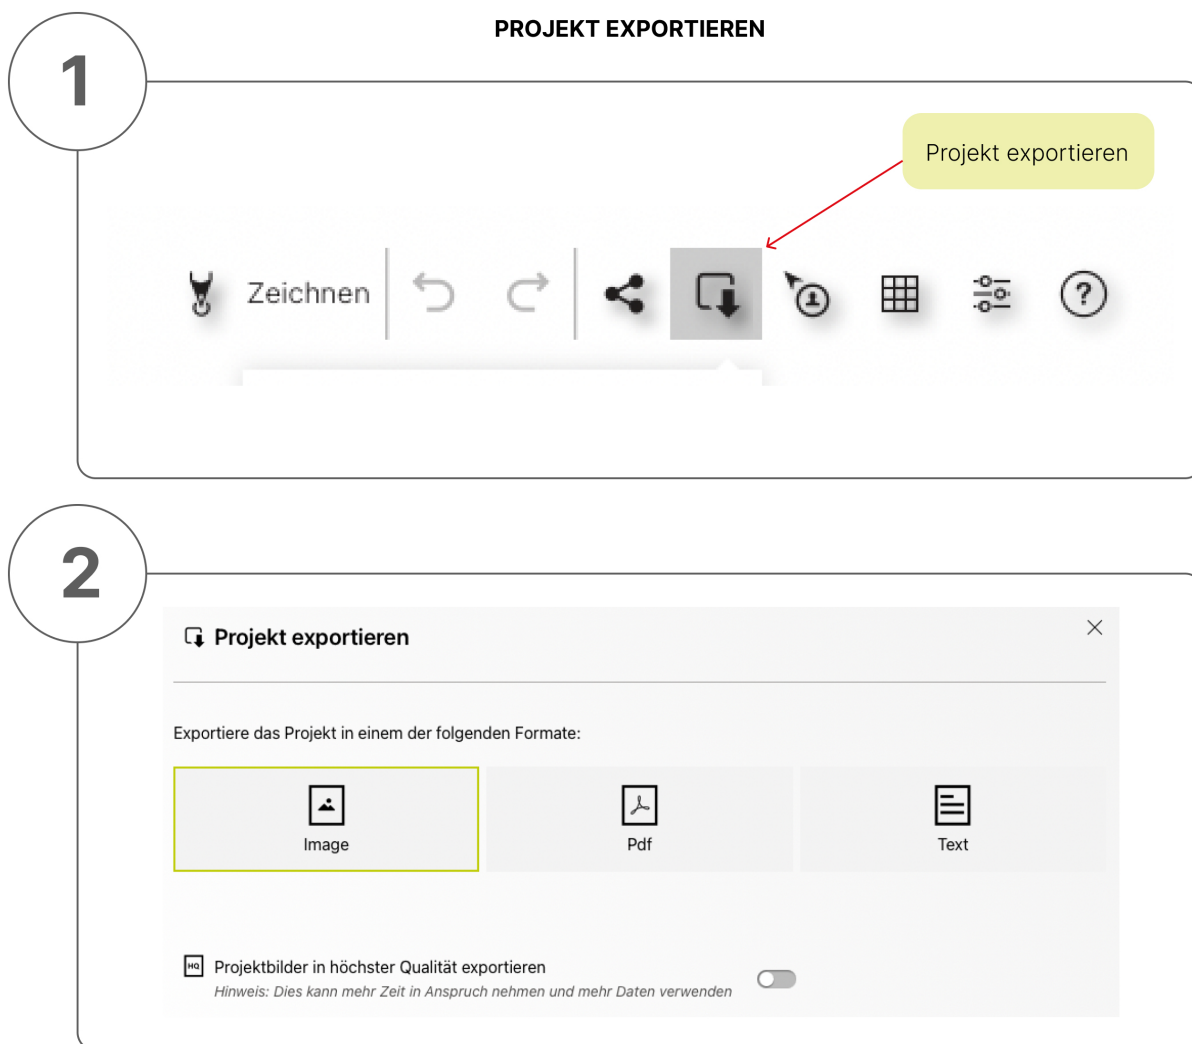 PROJEKT EXPORTIEREN
1
Projekt exportieren
Zeichnen
?
2
Projekt exportieren
Exportiere das Projekt in einem der folgenden Formate:
Image
Pdf
Text
HQ
Projektbilder in höchster Qualität exportieren
Hinweis: Dies kann mehr Zeit in Anspruch nehmen und mehr Daten verwenden